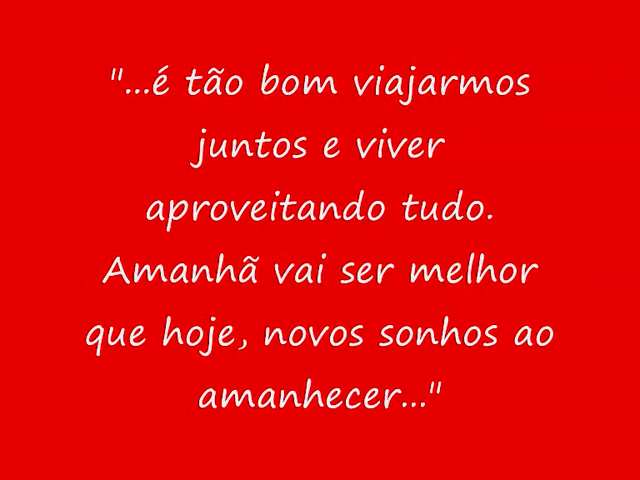 "...é tão bom viajarmos
juntos e viver
aproveitando tudo.
Amanhã vai ser melhor
que hoje, novos sonhos ao
amanhecer..."